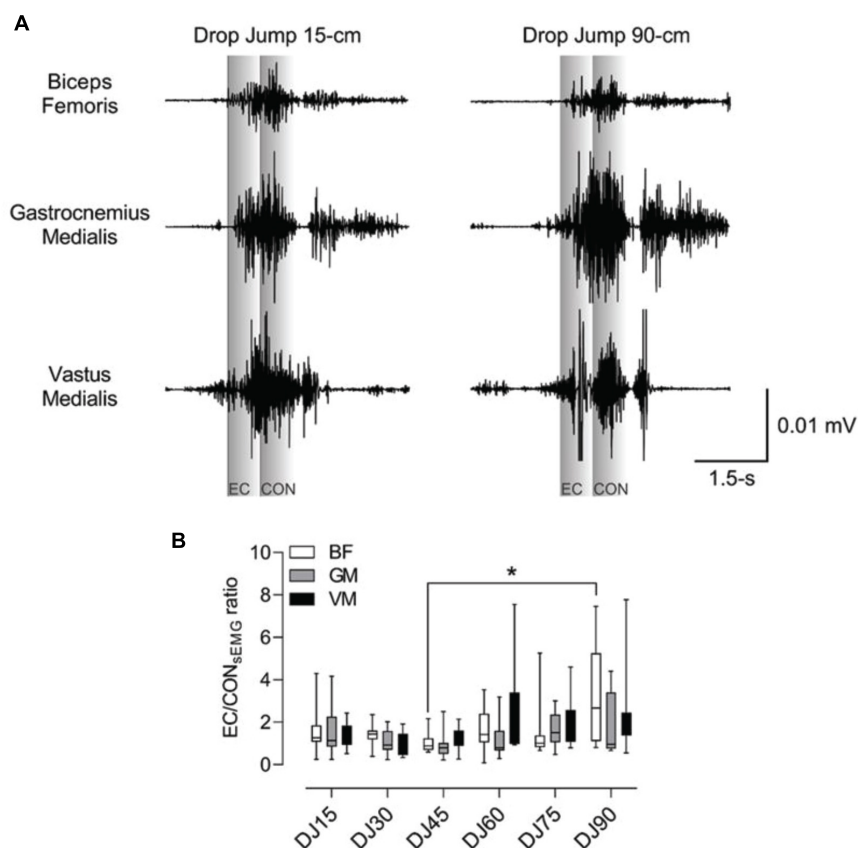 A
Drop Jump 15-cm
Drop Jump 90-cm
Biceps
Femoris
Gastrocnemius
Medialis
Vastus
Medialis
0.01 mV
1.5-s
EC CON
EC CON
B
10
8
6
4
2
0
EC/CONsEMG ratio
BF
GM
VM
*
DJ15
DJ30
DJ45
DJ60
DJ75
DJ90